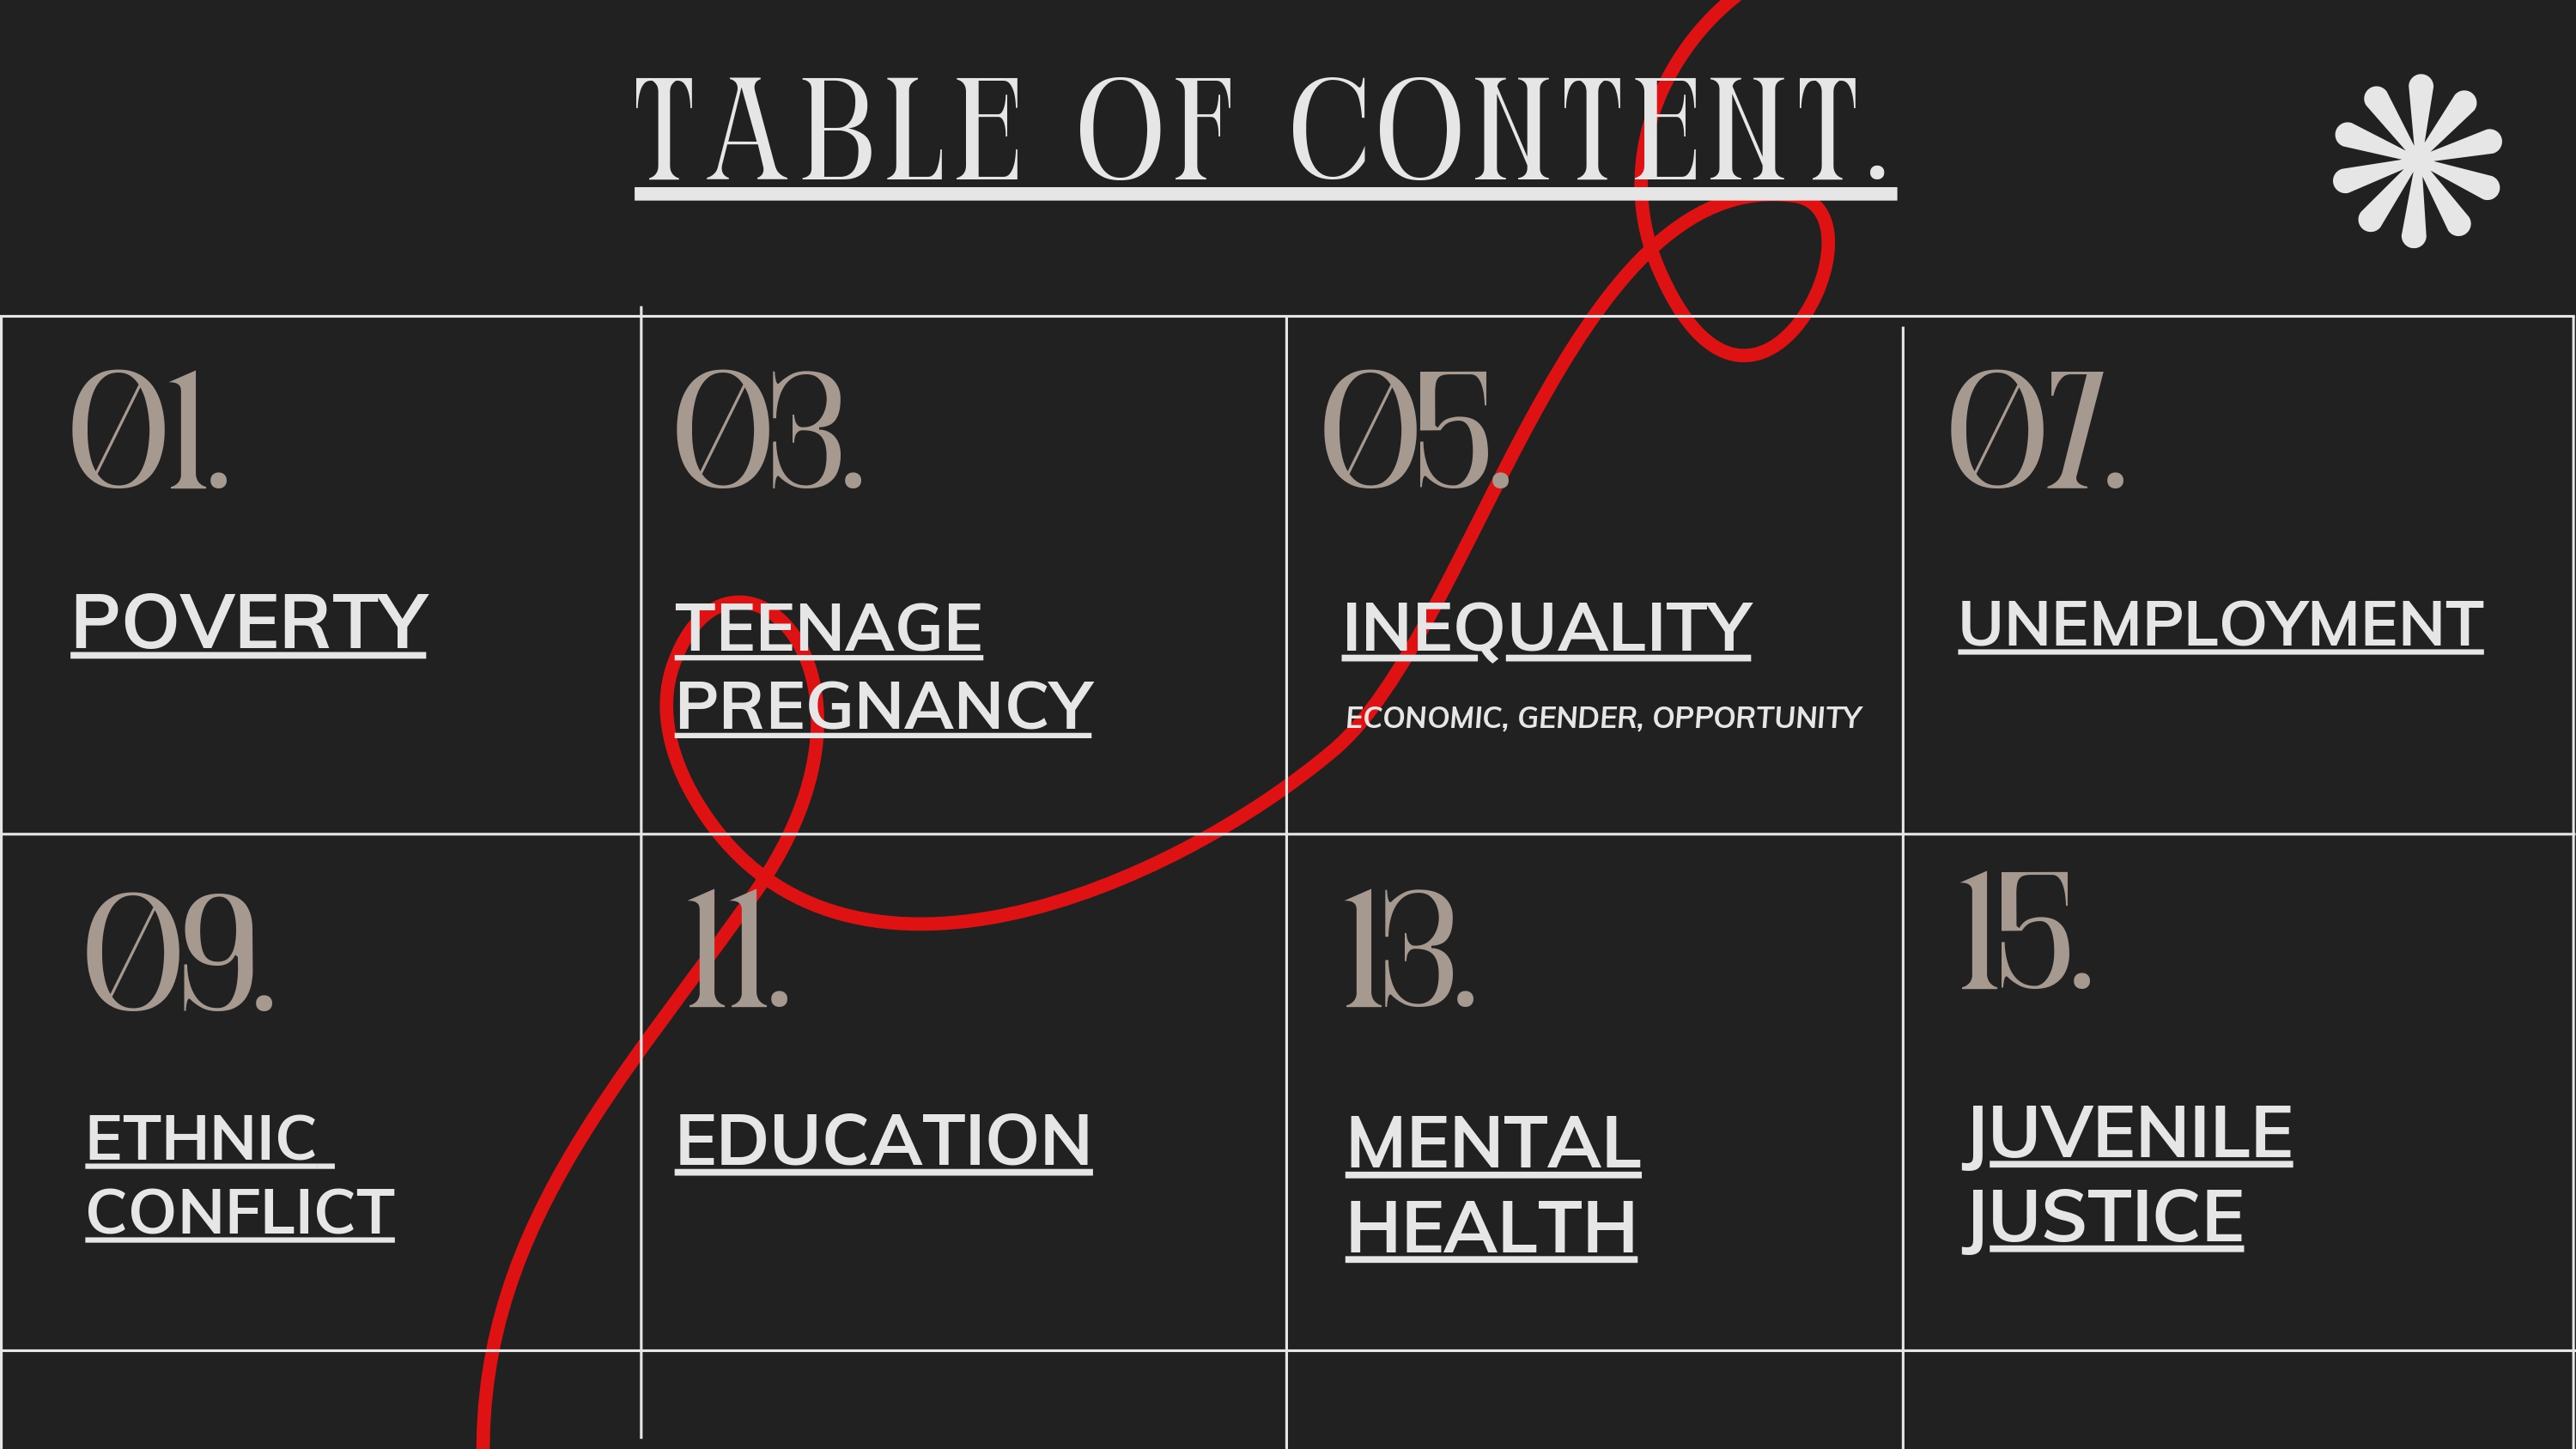 TABLE OF CONTENT.
01.
POVERTY
03.
TEENAGE
PREGNANCY
05.
INEQUALITY
ECONOMIC, GENDER, OPPORTUNITY
07.
UNEMPLOYMENT
09.
ETHNIC
CONFLICT
11.
EDUCATION
13.
MENTAL
HEALTH
15.
JUVENILE
JUSTICE